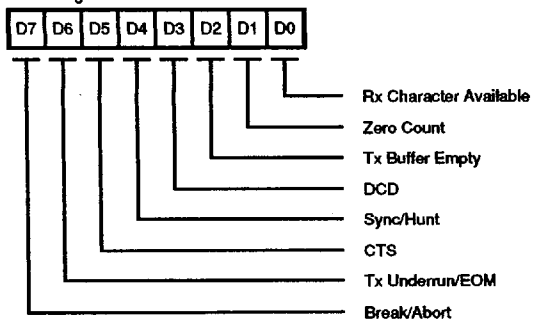 D7 D6 D5 D4 D3 D2 D1 D0
Rx Character Available
Zero Count
Tx Buffer Empty
DCD
Sync/Hunt
CTS
Tx Underrun/EOM
Break/Abort